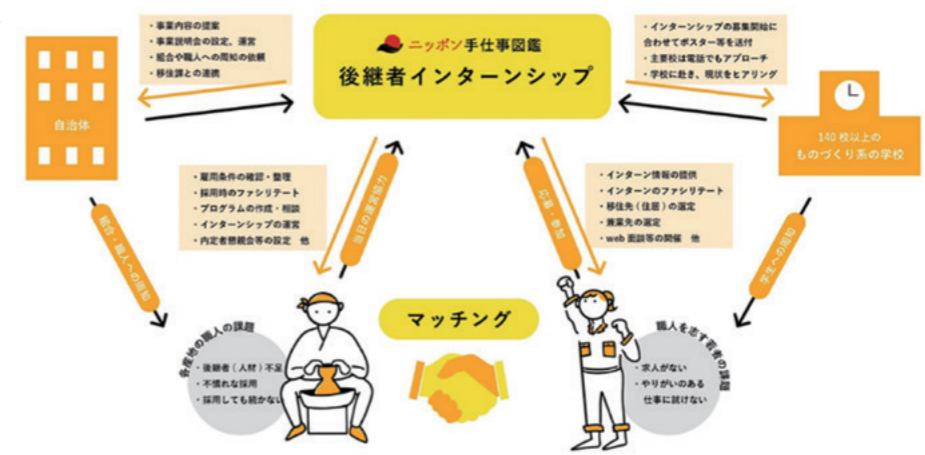 ・事業内容の提案
・事業説明会の設定、運営
・組合や職人への周知の依頼
・移住課との連携
ニッポン手仕事図鑑
後継者インターンシップ
・インターンシップの募集開始に
合わせてポスター等を送付
・主要校は電話でもアプローチ
・学校に赴き、現状をヒアリング
自治体
140校以上の
ものづくり系の学校
・雇用条件の確認・整理
・採用時のファシリテート
・プログラムの作成・相談
・インターンシップの運営
・内定者懇親会等の設定 他
当日の運営協力
応募・参加
・インターン情報の提供
・インターンのファシリテート
・移住先（住居）の選定
・兼業先の選定
・web面談等の開催 他
組合・職人への周知
学生への周知
マッチング
各産地の職人の課題
・後継者（人材）不足
・不慣れな採用
・採用しても続かない
職人を志す若者の課題
・求人がない
・やりがいのある
仕事に就けない